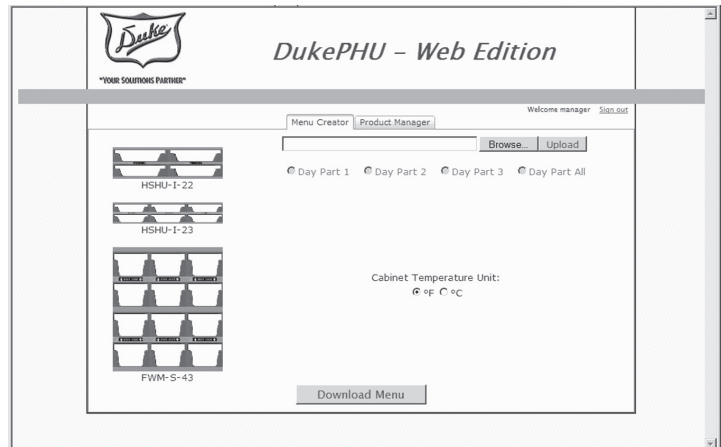 Duke
"YOUR SOLUTIONS PARTNER"
DukePHU – Web Edition
Welcome manager Sign out
Menu Creator Product Manager
Browse... Upload
Day Part 1 Day Part 2 Day Part 3 Day Part All
HSHU-I-22
HSHU-I-23
FWM-S-43
Cabinet Temperature Unit:
°F °C
Download Menu